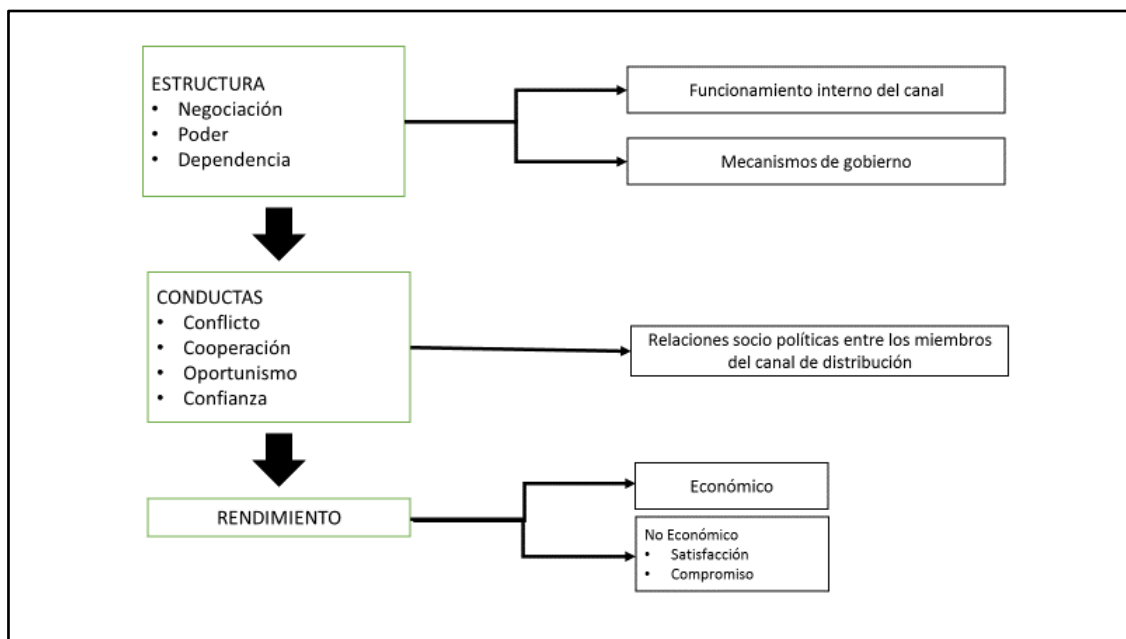 ESTRUCTURA
• Negociación
• Poder
• Dependencia
Funcionamiento interno del canal
Mecanismos de gobierno
CONDUCTAS
• Conflicto
• Cooperación
• Oportunismo
• Confianza
Relaciones socio políticas entre los miembros
del canal de distribución
RENDIMIENTO
Económico
No Económico
• Satisfacción
• Compromiso